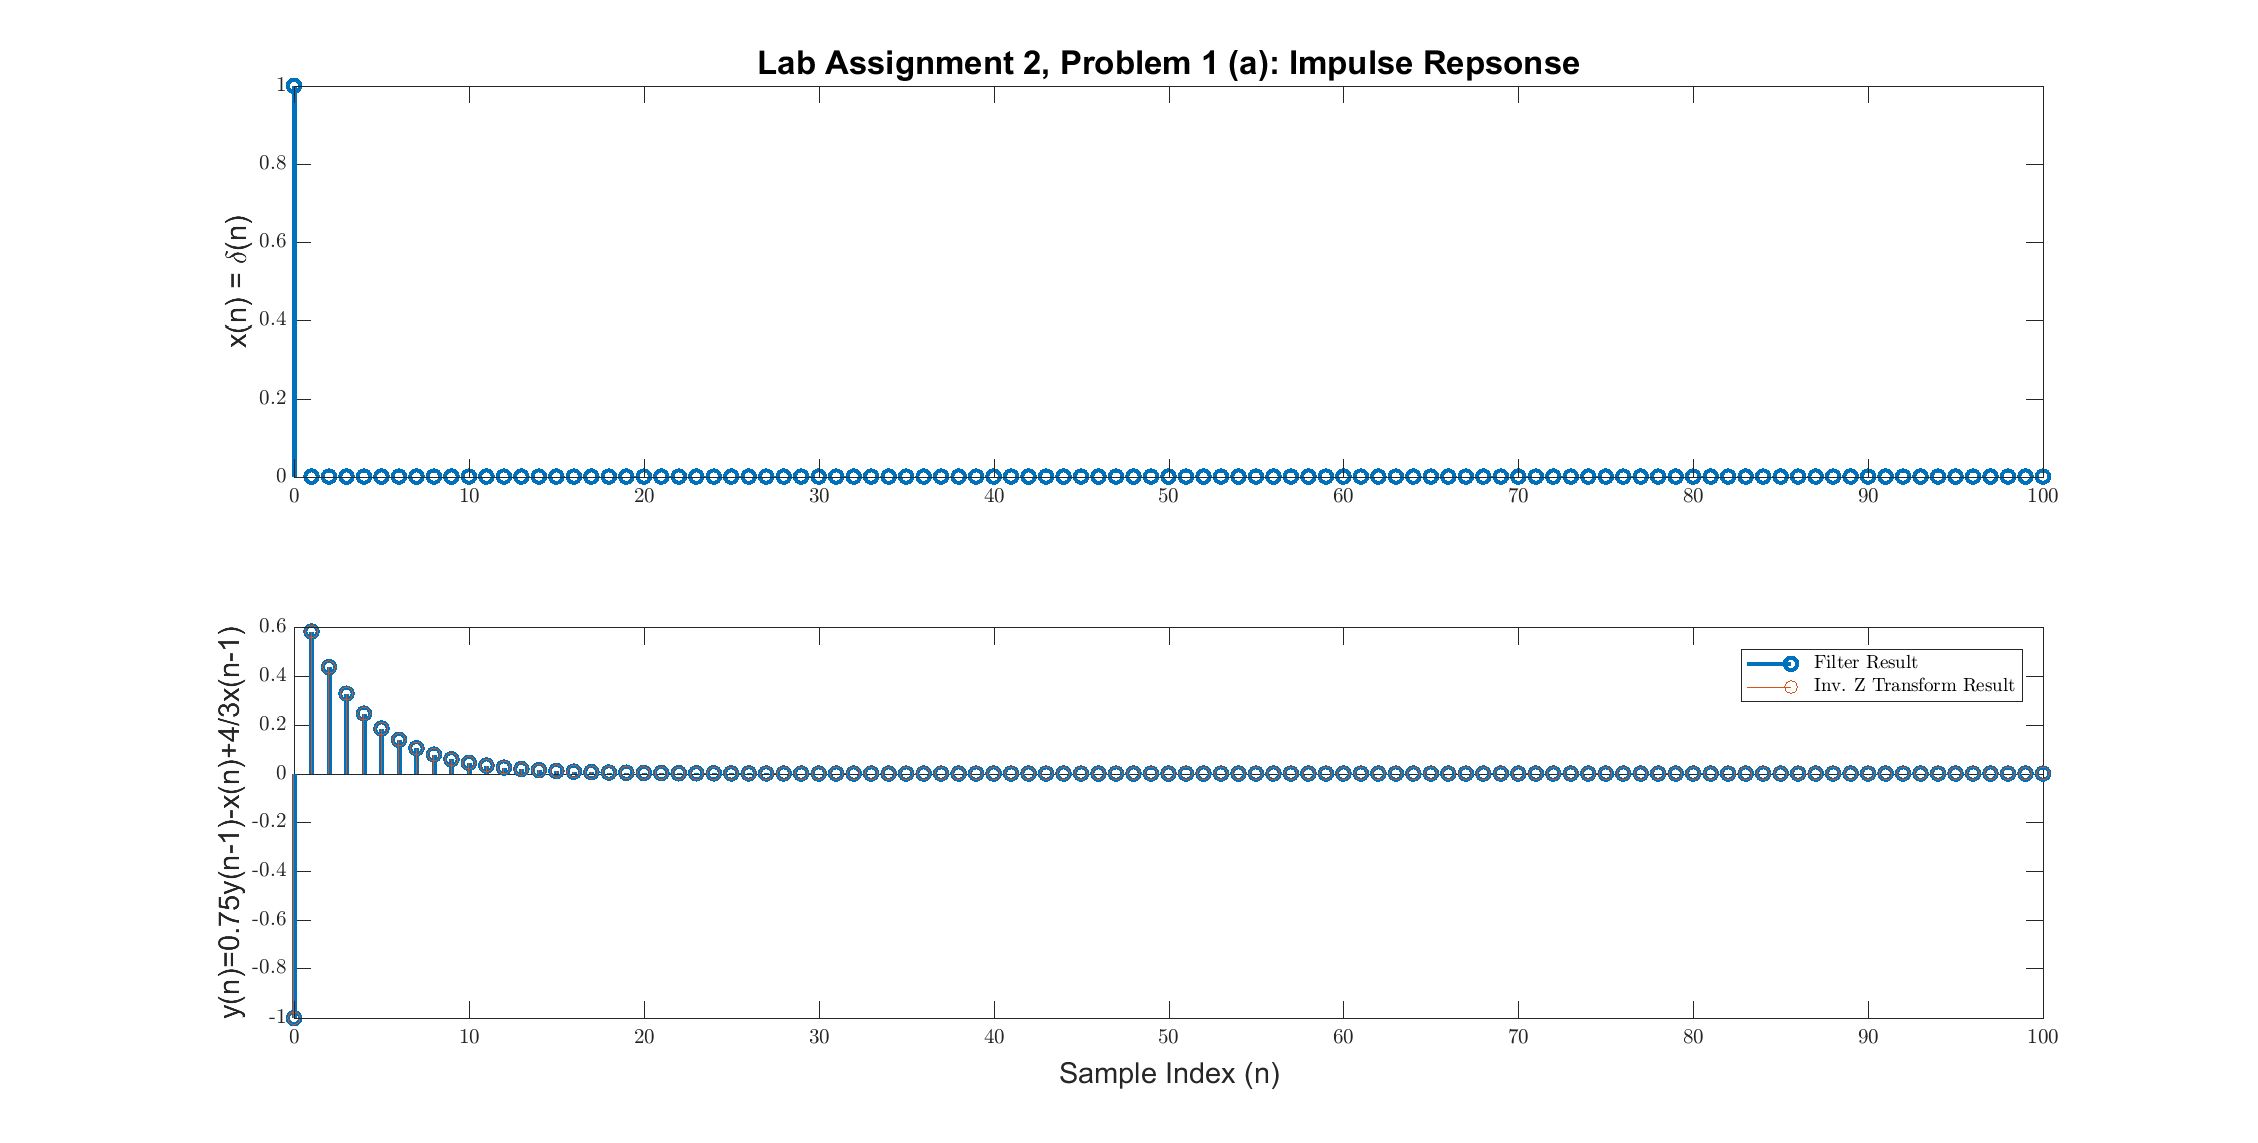 Lab Assignment 2, Problem 1 (a): Impulse Repsonse
x(n) = δ(n)
1
0.8
0.6
0.4
0.2
0
0 10 20 30 40 50 60 70 80 90 100
y(n)=0.75y(n-1)-x(n)+4/3x(n-1)
0.6
0.4
0.2
0
-0.2
-0.4
-0.6
-0.8
-1
Filter Result
Inv. Z Transform Result
0 10 20 30 40 50 60 70 80 90 100
Sample Index (n)